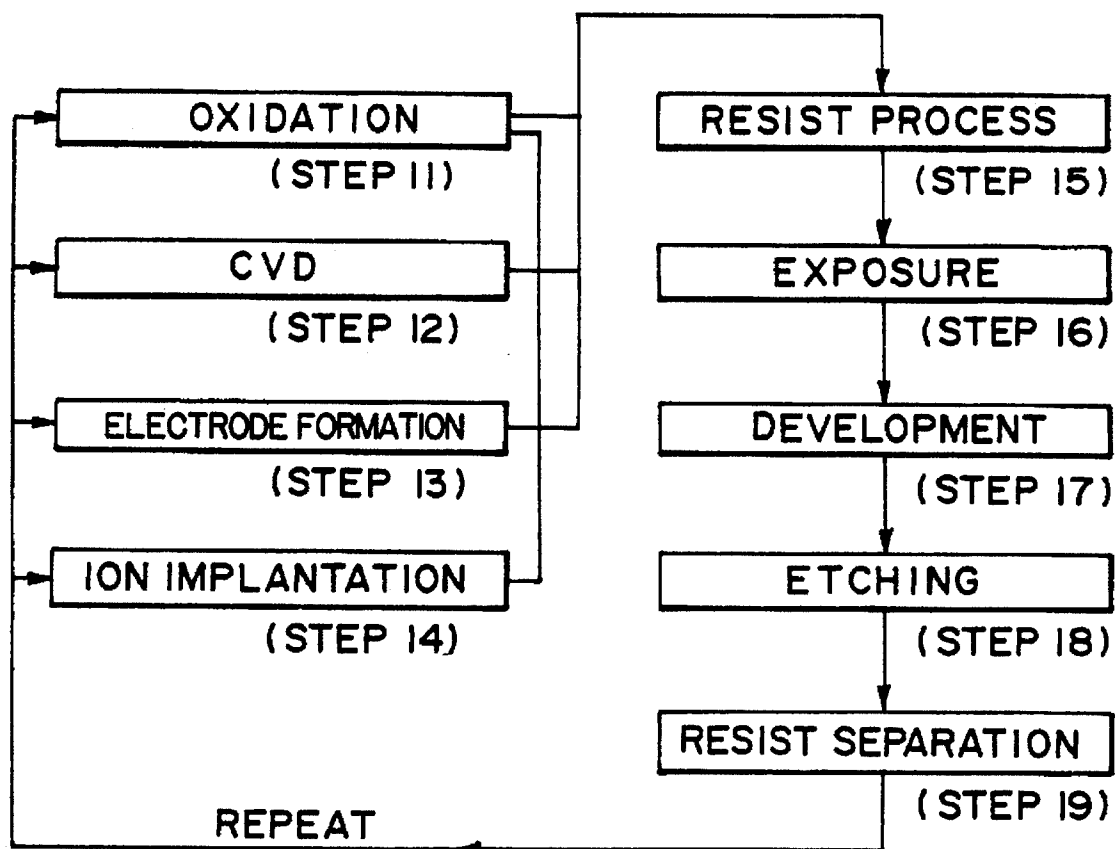 OXIDATION
(STEP 11)
CVD
(STEP 12)
ELECTRODE FORMATION
(STEP 13)
ION IMPLANTATION
(STEP 14)
RESIST PROCESS
(STEP 15)
EXPOSURE
(STEP 16)
DEVELOPMENT
(STEP 17)
ETCHING
(STEP 18)
RESIST SEPARATION
(STEP 19)
REPEAT